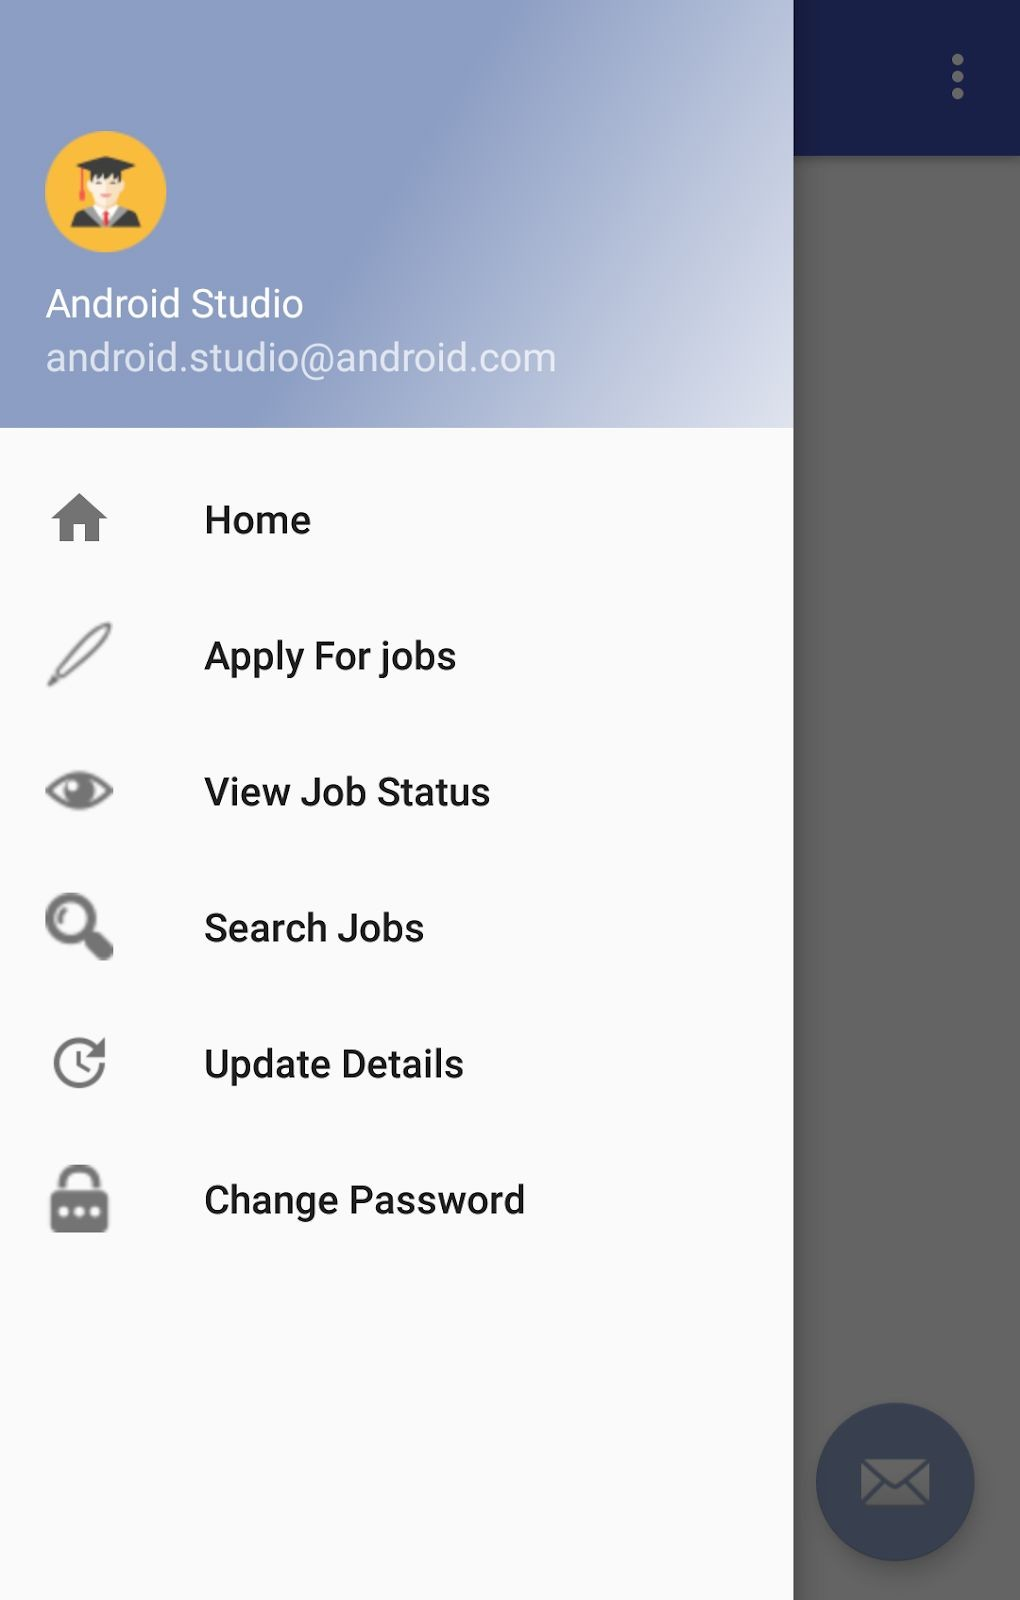 Android Studio
android.studio@android.com
Home
Apply For jobs
View Job Status
Search Jobs
Update Details
Change Password